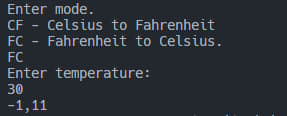 Enter mode.
CF - Celsius to Fahrenheit
FC - Fahrenheit to Celsius.
FC
Enter temperature:
30
-1,11